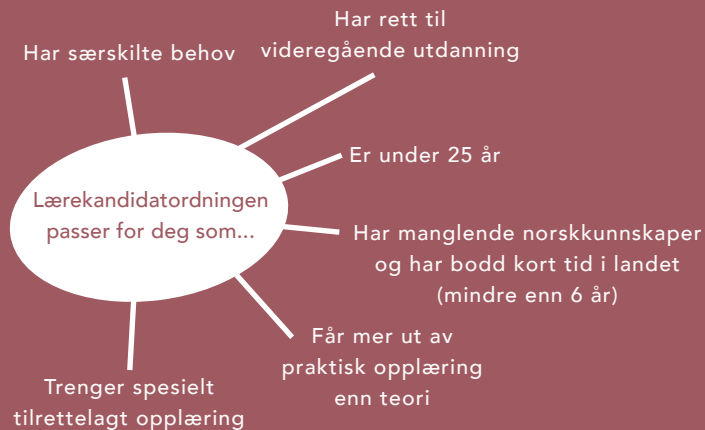 Lærekandidatordningen
passer for deg som...
Har særskilte behov
Har rett til
videregående utdanning
Er under 25 år
Har manglende norskkunnskaper
og har bodd kort tid i landet
(mindre enn 6 år)
Får mer ut av
praktisk opplæring
enn teori
Trenger spesielt
tilrettelagt opplæring